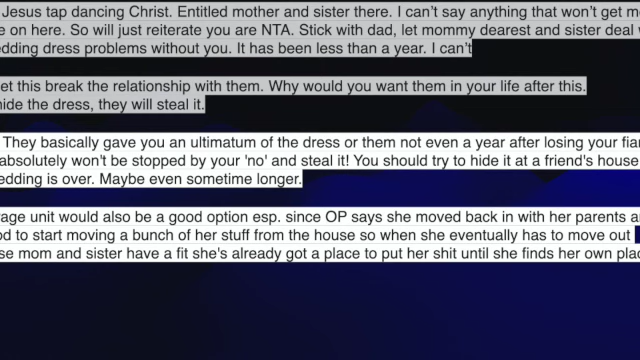 Jesus tap dancing Christ. Entitled mother and sister there. I can't say anything that won't get me
on here. So will just reiterate you are NTA. Stick with dad, let mommy dearest and sister deal
dding dress problems without you. It has been less than a year. I can't
et this break the relationship with them. Why would you want them in your life after this.
ide the dress, they will steal it.
They basically gave you an ultimatum of the dress or them not even a year after losing your fia
absolutely won't be stopped by your 'no' and steal it! You should try to hide it at a friend's house
edding is over. Maybe even sometime longer.
rage unit would also be a good option esp. since OP says she moved back in with her parents a
od to start moving a bunch of her stuff from the house so when she eventually has to move out
se mom and sister have a fit she's already got a place to put her shit until she finds her own plac